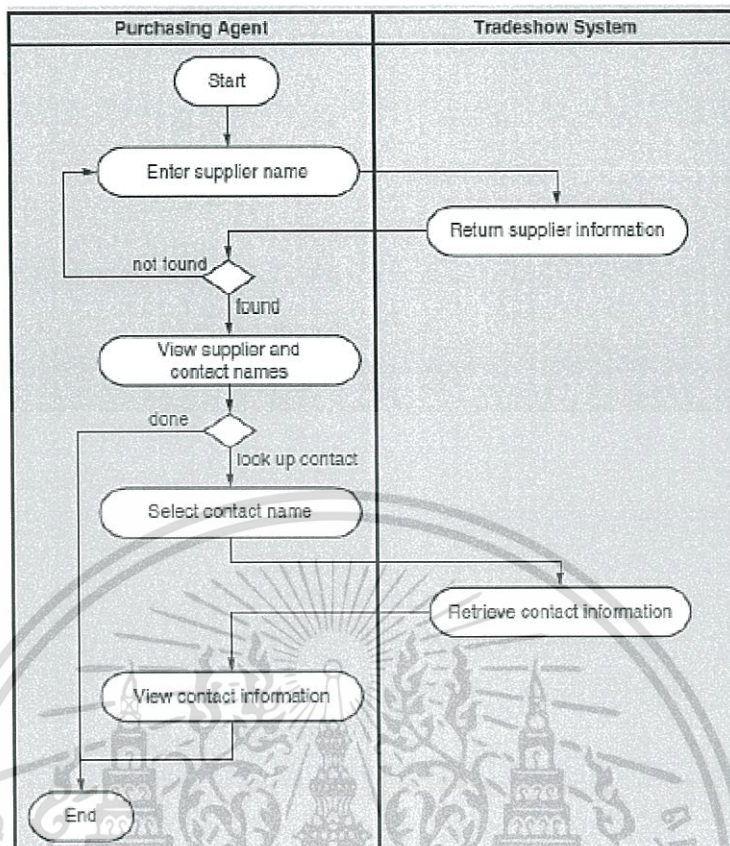 Purchasing Agent
Tradeshow System
Start
Enter supplier name
Return supplier information
not found
found
View supplier and
contact names
done
look up contact
Select contact name
Retrieve contact information
View contact information
End